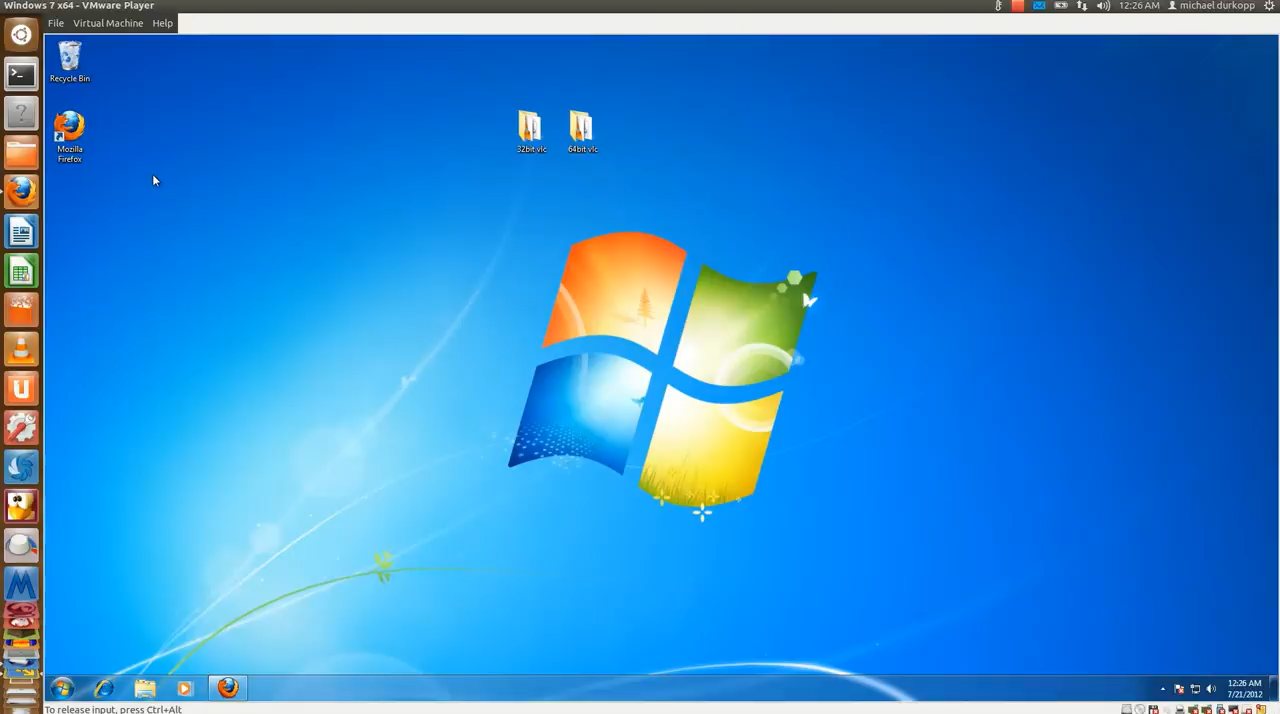 Windows 7 x64 - VMware Player
12:26 AM
michael durkopp
File Virtual Machine Help
Recycle Bin
Mozilla
Firefox
32bit vlc
64bit vlc
12:26 AM
7/21/2012
To release input, press Ctrl+Alt